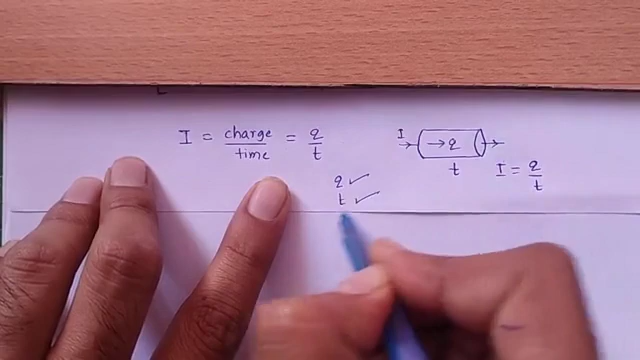 I = charge/time = q/t
I → q
t
I = q/t
q ✓
t ✓